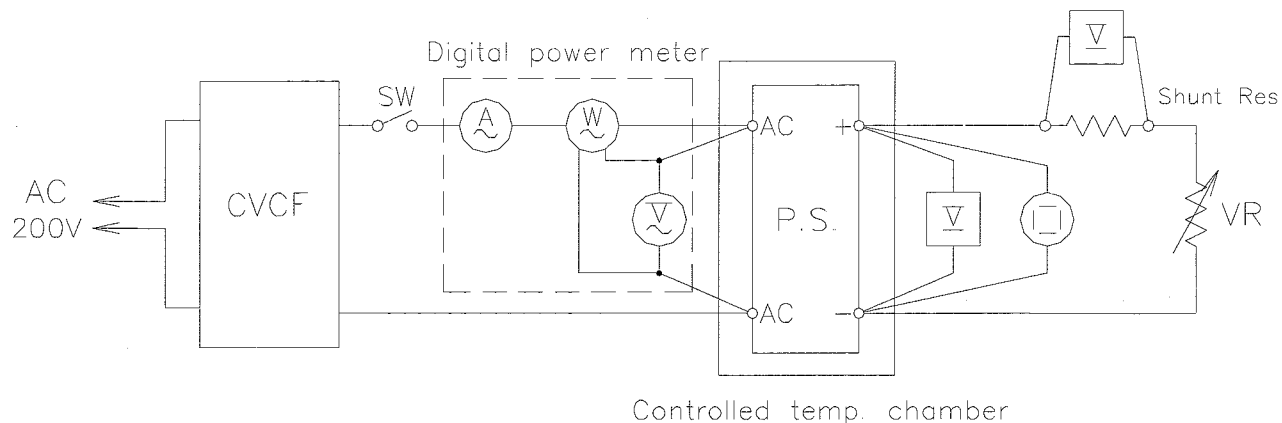 V
Digital power meter
Shunt Res
SW
A
W
AC
+
AC
200V
CVCF
V
P.S.
V
VR
AC
−
Controlled temp. chamber